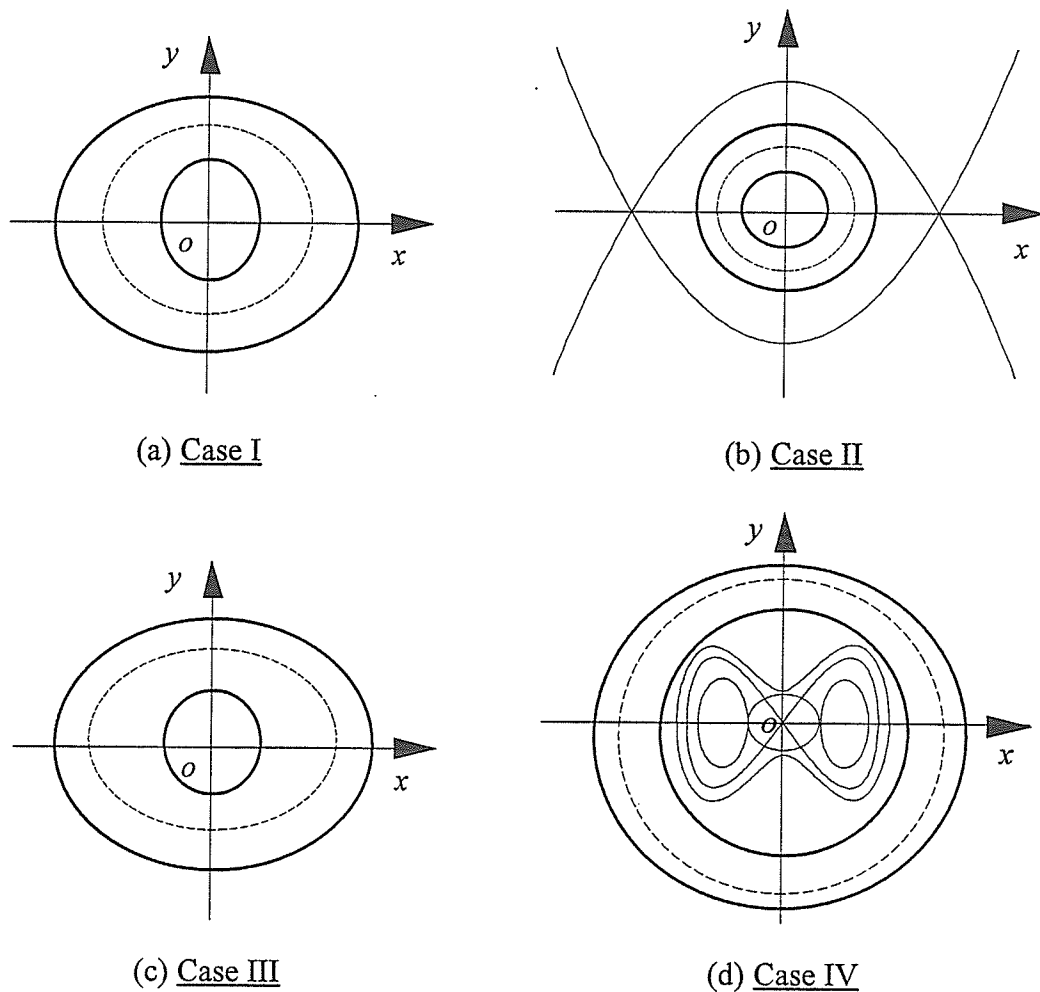 y
x
o
(a) Case I
y
x
o
(b) Case II
y
x
o
(c) Case III
y
x
o
(d) Case IV